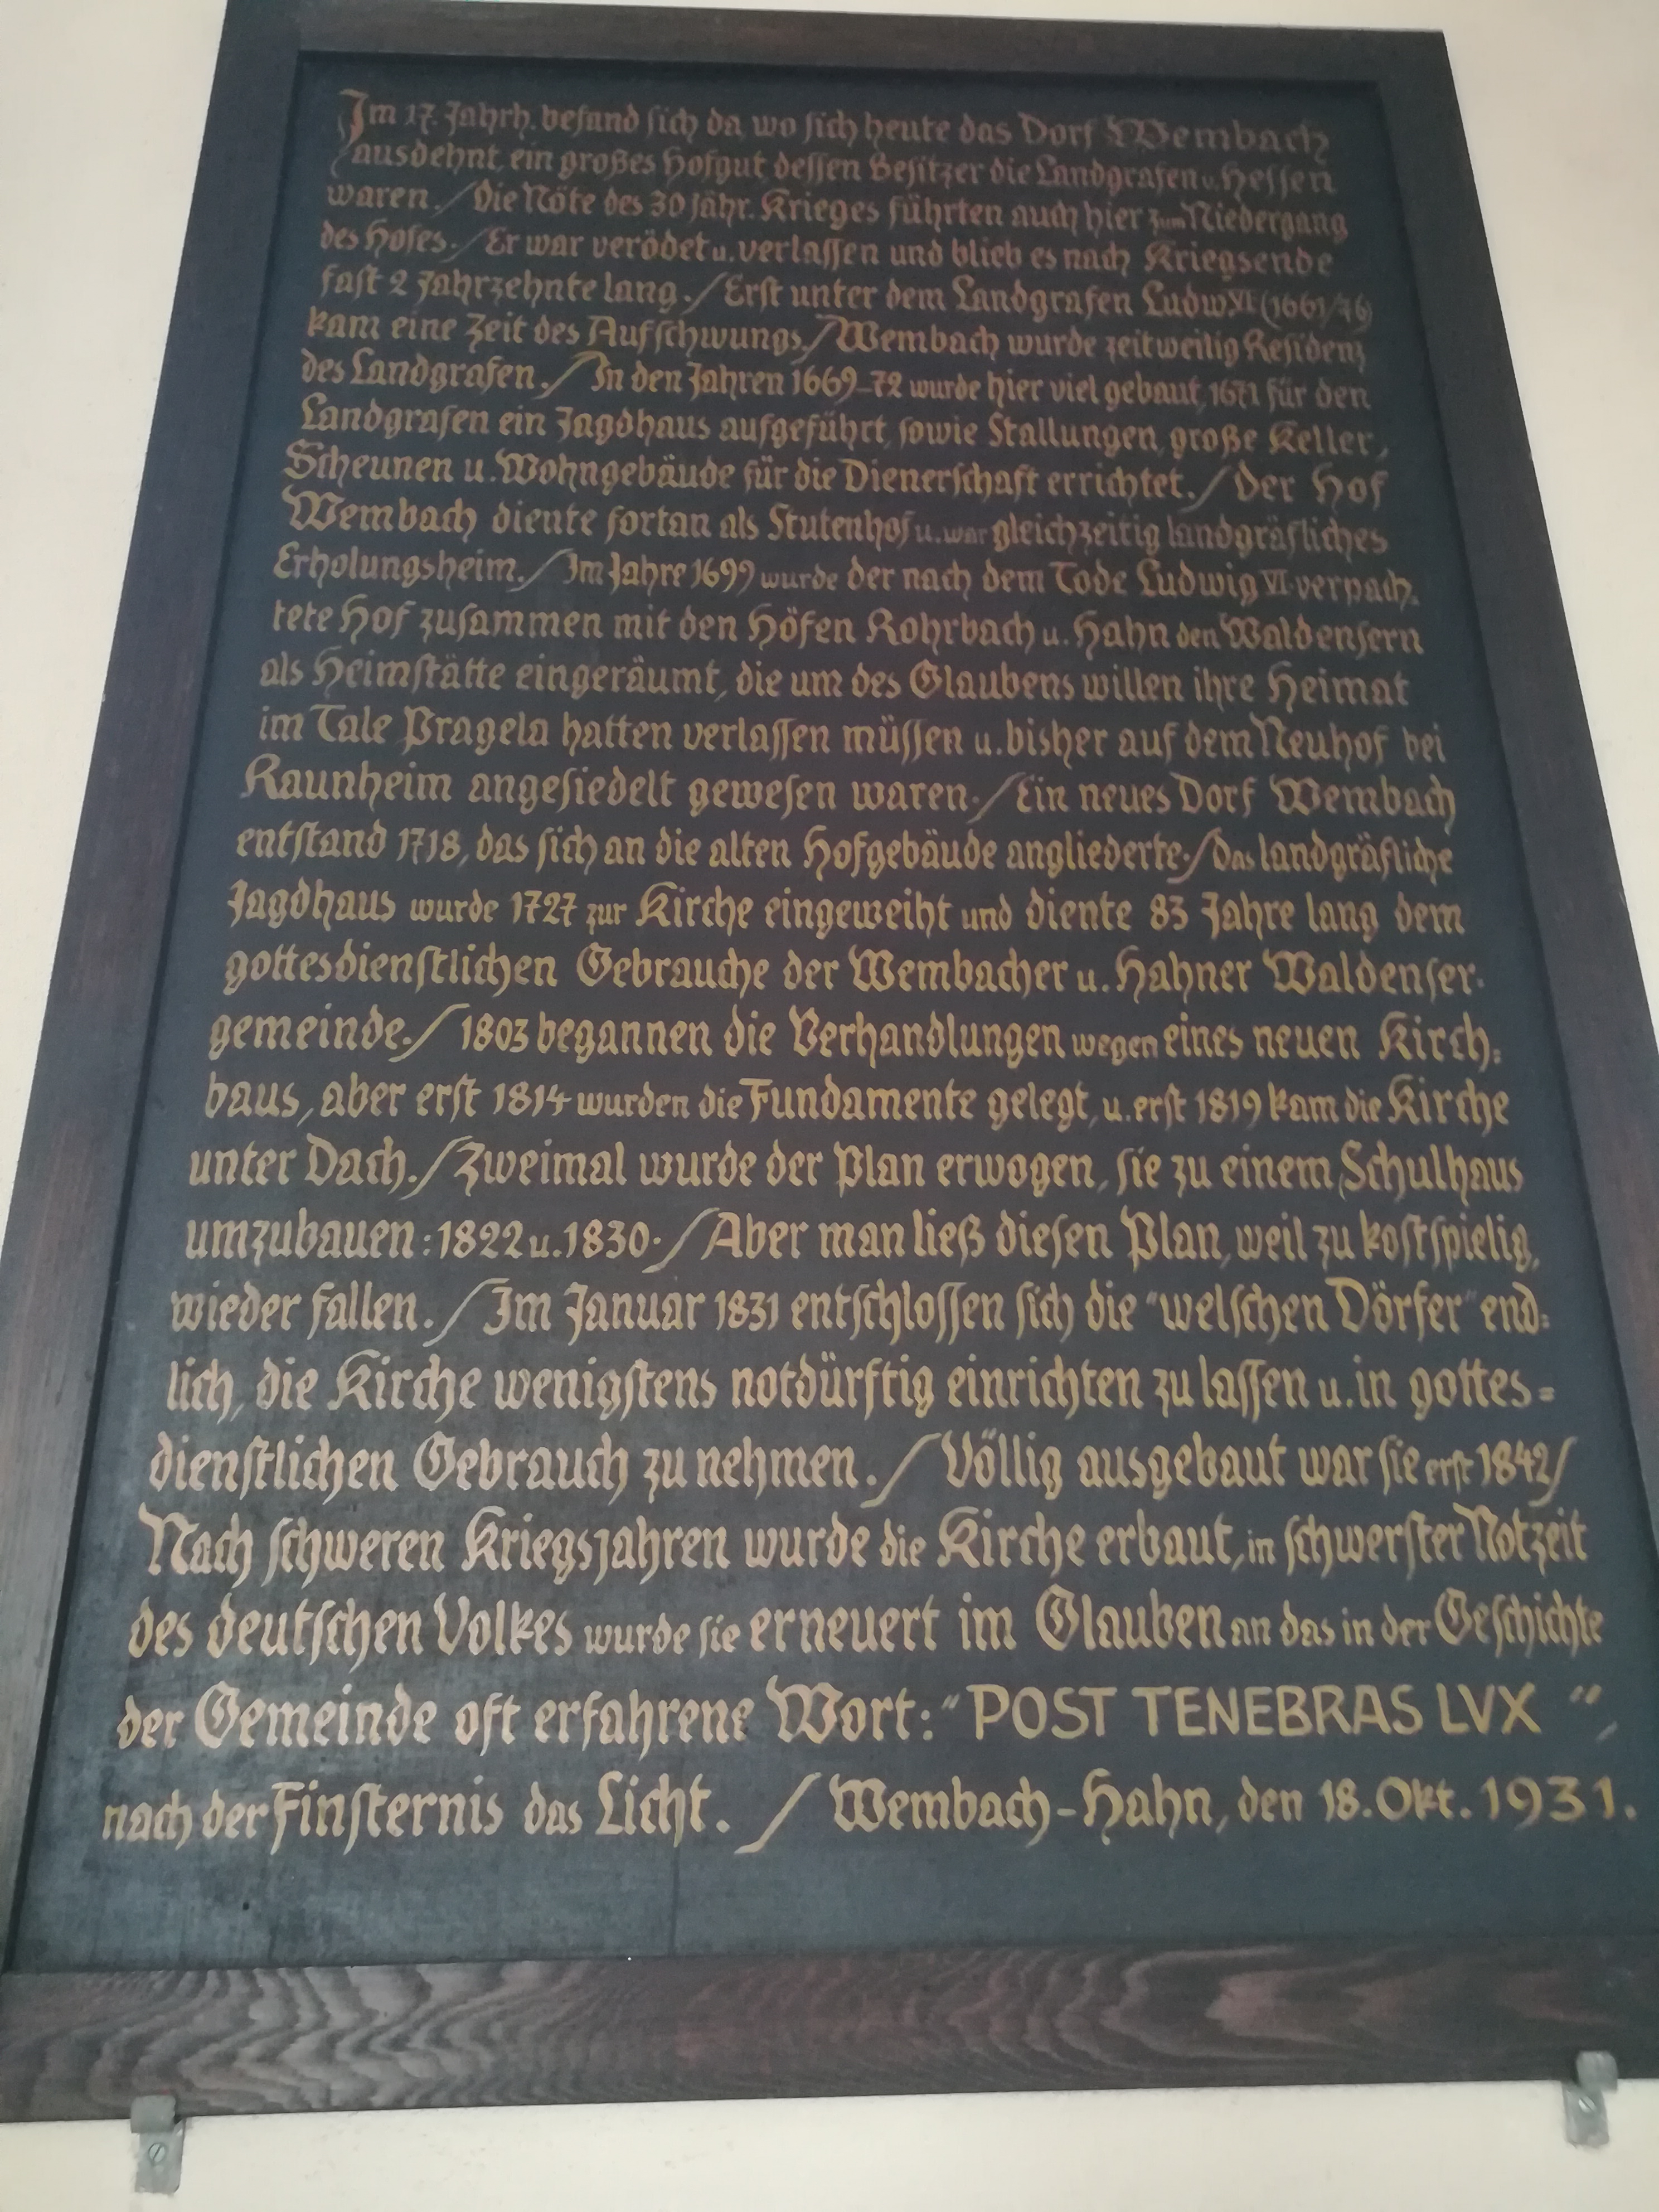 Im 17. Jahrh. befand sich da, wo sich heute das Dorf Wembach
ausdehnt, ein großes Hofgut dessen Besitzer die Landgrafen v. Hessen
waren. / Die Nöte des 30 jähr. Krieges führten auch hier zum Niedergang
des Hofes. / Er war verödet u. verlassen und blieb es nach Kriegsende
fast 2 Jahrzehnte lang. / Erst unter dem Landgrafen Ludw. VI (1661/78)
kam eine Zeit des Aufschwungs. / Wembach wurde zeitweilig Residenz
des Landgrafen. / In den Jahren 1669-72 wurde hier viel gebaut, 1671 für den
Landgrafen ein Jagdhaus aufgeführt, sowie Stallungen, große Keller,
Scheunen u. Wohngebäude für die Dienerschaft errichtet. / Der Hof
Wembach diente fortan als Stutenhof u. war gleichzeitig landgräfliches
Erholungsheim. / Im Jahre 1699 wurde der nach dem Tode Ludwig VI. verpach-
tete Hof zusammen mit den Höfen Rohrbach u. Hahn den Waldensern
als Heimstätte eingeräumt, die um des Glaubens willen ihre Heimat
im Tale Pragela hatten verlassen müssen u. bisher auf dem Neuhof bei
Raunheim angesiedelt gewesen waren. / Ein neues Dorf Wembach
entstand 1718, das sich an die alten Hofgebäude angliederte. / Das landgräfliche
Jagdhaus wurde 1727 zur Kirche eingeweiht und diente 83 Jahre lang dem
gottesdienstlichen Gebrauche der Wembacher u. Hahner Waldenser-
gemeinde. / 1803 begannen die Verhandlungen wegen eines neuen Kirch-
baus, aber erst 1814 wurden die Fundamente gelegt, u. erst 1819 kam die Kirche
unter Dach. / Zweimal wurde der Plan erwogen, sie zu einem Schulhaus
umzubauen: 1822 u. 1830. / Aber man ließ diesen Plan, weil zu kostspielig,
wieder fallen. / Im Januar 1831 entschlossen sich die "welschen Dörfer" end=
lich, die Kirche wenigstens notdürftig einrichten zu lassen u. in gottes=
dienstlichen Gebrauch zu nehmen. / Völlig ausgebaut war sie erst 1842/
Nach schweren Kriegsjahren wurde die Kirche erbaut, in schwerster Notzeit
des deutschen Volkes wurde sie erneuert im Glauben an das in der Geschichte
der Gemeinde oft erfahrene Wort: "POST TENEBRAS LVX",
nach der Finsternis das Licht. / Wembach-Hahn, den 18. Okt. 1931.